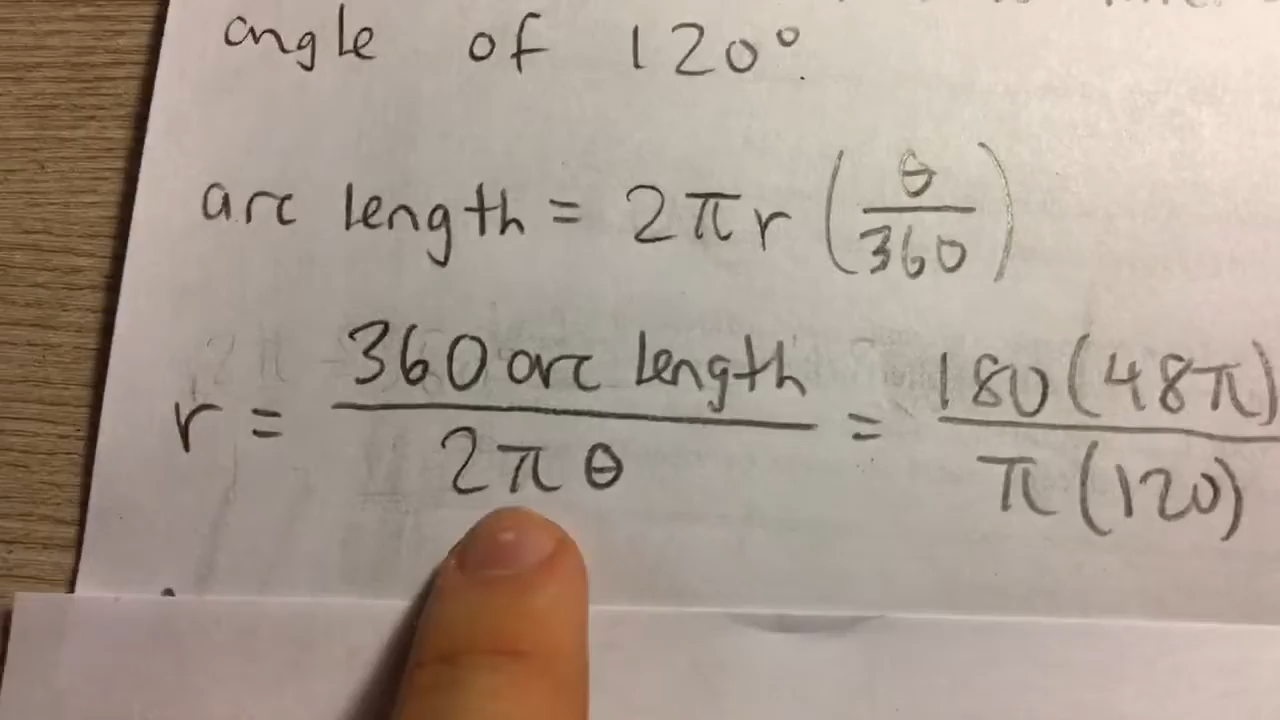 angle of 120°
arc length = 2πr (θ/360)
r = 360 arc length / 2πθ = 180(48π) / π(120)